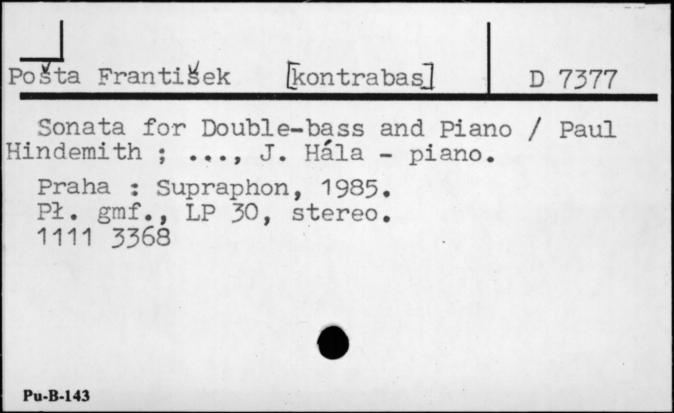 Pošta František [kontrabas] D 7377
Sonata for Double-bass and Piano / Paul
Hindemith ; ..., J. Hála - piano.
Praha : Supraphon, 1985.
Pł. gmf., LP 30, stereo.
1111 3368
Pu-B-143